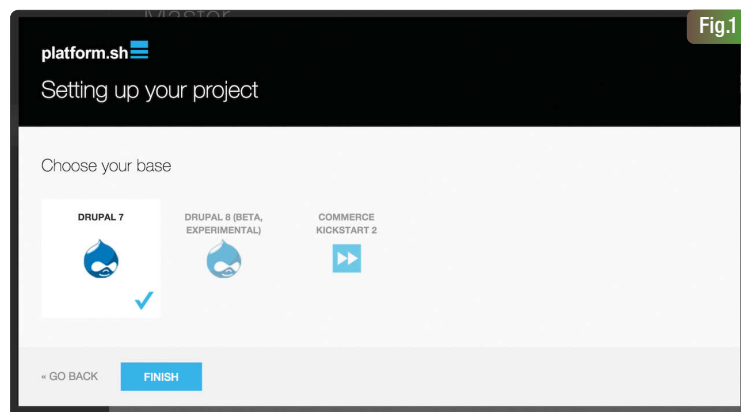 Master
Fig.1
platform.sh
Setting up your project
Choose your base
DRUPAL 7
DRUPAL 8 (BETA,
EXPERIMENTAL)
COMMERCE
KICKSTART 2
« GO BACK
FINISH